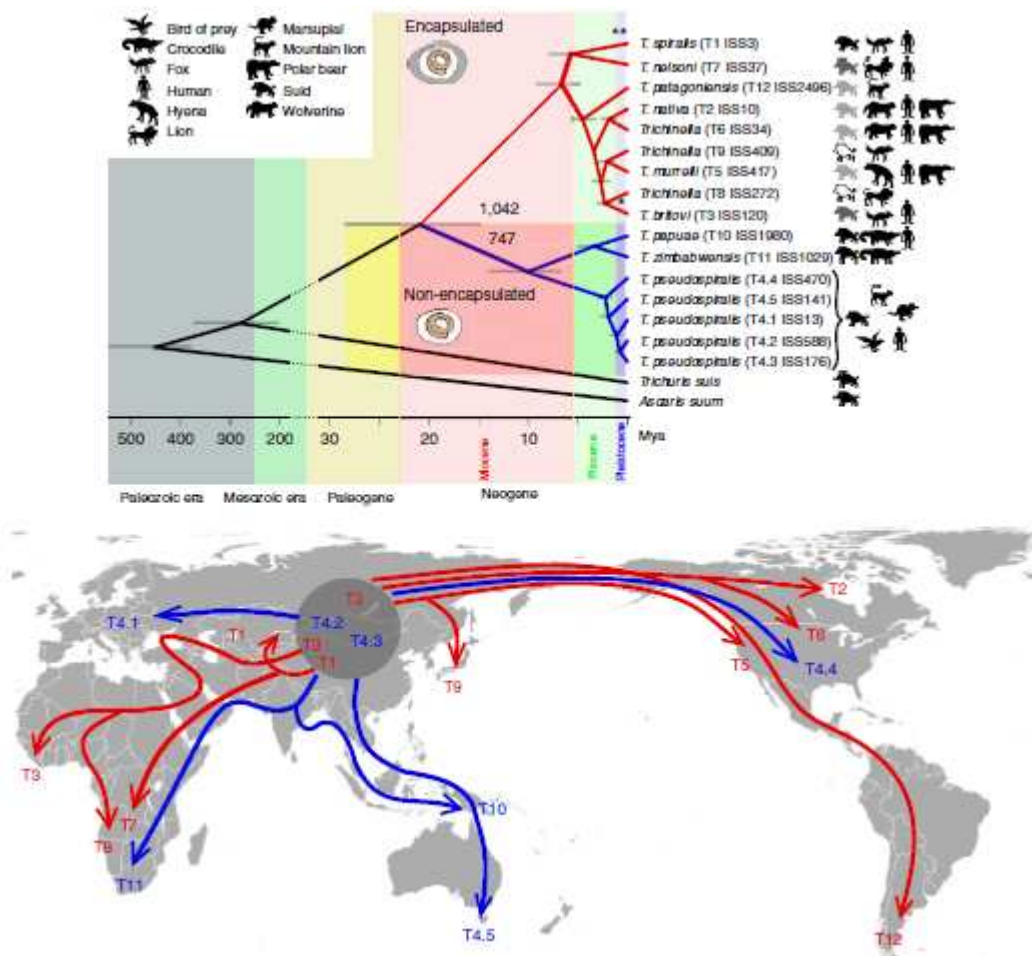 Bird of prey
Crocodile
Fox
Human
Hyena
Lion
Marsupial
Mountain lion
Polar bear
Suid
Wolverine
Encapsulated
**
T. spiralis (T1 ISS3)
T. nelsoni (T7 ISS37)
T. patagoniensis (T12 ISS2496)
T. nativa (T2 ISS10)
Trichinella (T6 ISS34)
Trichinella (T9 ISS409)
T. murrelli (T5 ISS417)
Trichinella (T8 ISS272)
*
T. britovi (T3 ISS120)
1,042
747
T. papuae (T10 ISS1980)
T. zimbabwensis (T11 ISS1029)
Non-encapsulated
T. pseudospiralis (T4.4 ISS470)
T. pseudospiralis (T4.5 ISS141)
T. pseudospiralis (T4.1 ISS13)
T. pseudospiralis (T4.2 ISS588)
T. pseudospiralis (T4.3 ISS176)
Trichuris suis
Ascaris suum
500 400 300 200 30 20 10 Mya
Miocene
Pliocene
Pleistocene
Paleozoic era Mesozoic era Paleogene Neogene
T2
T4.1
T4.2
T1
T4.3
T1
T6
T5
T4.4
T9
T3
T10
T7
T8
T11
T4.5
T12